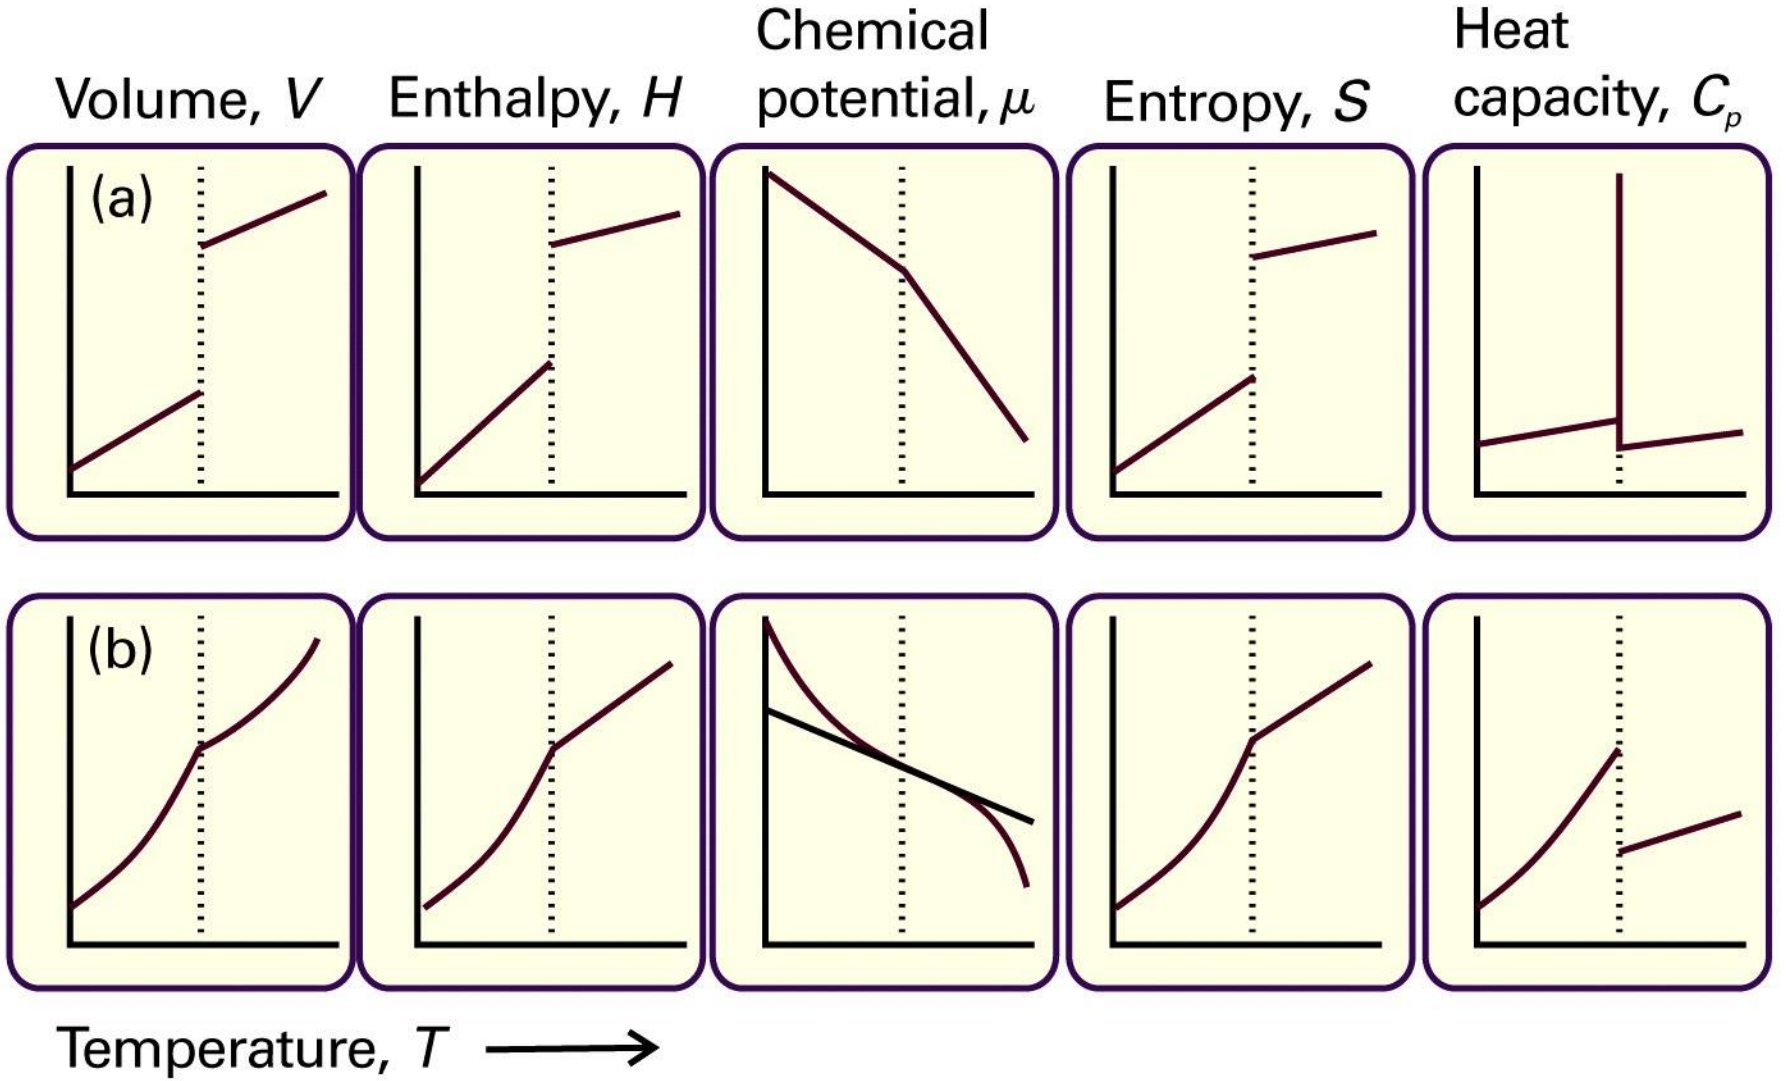 Volume, V
Enthalpy, H
Chemical
potential, μ
Entropy, S
Heat
capacity, Cp
(a)
(b)
Temperature, T